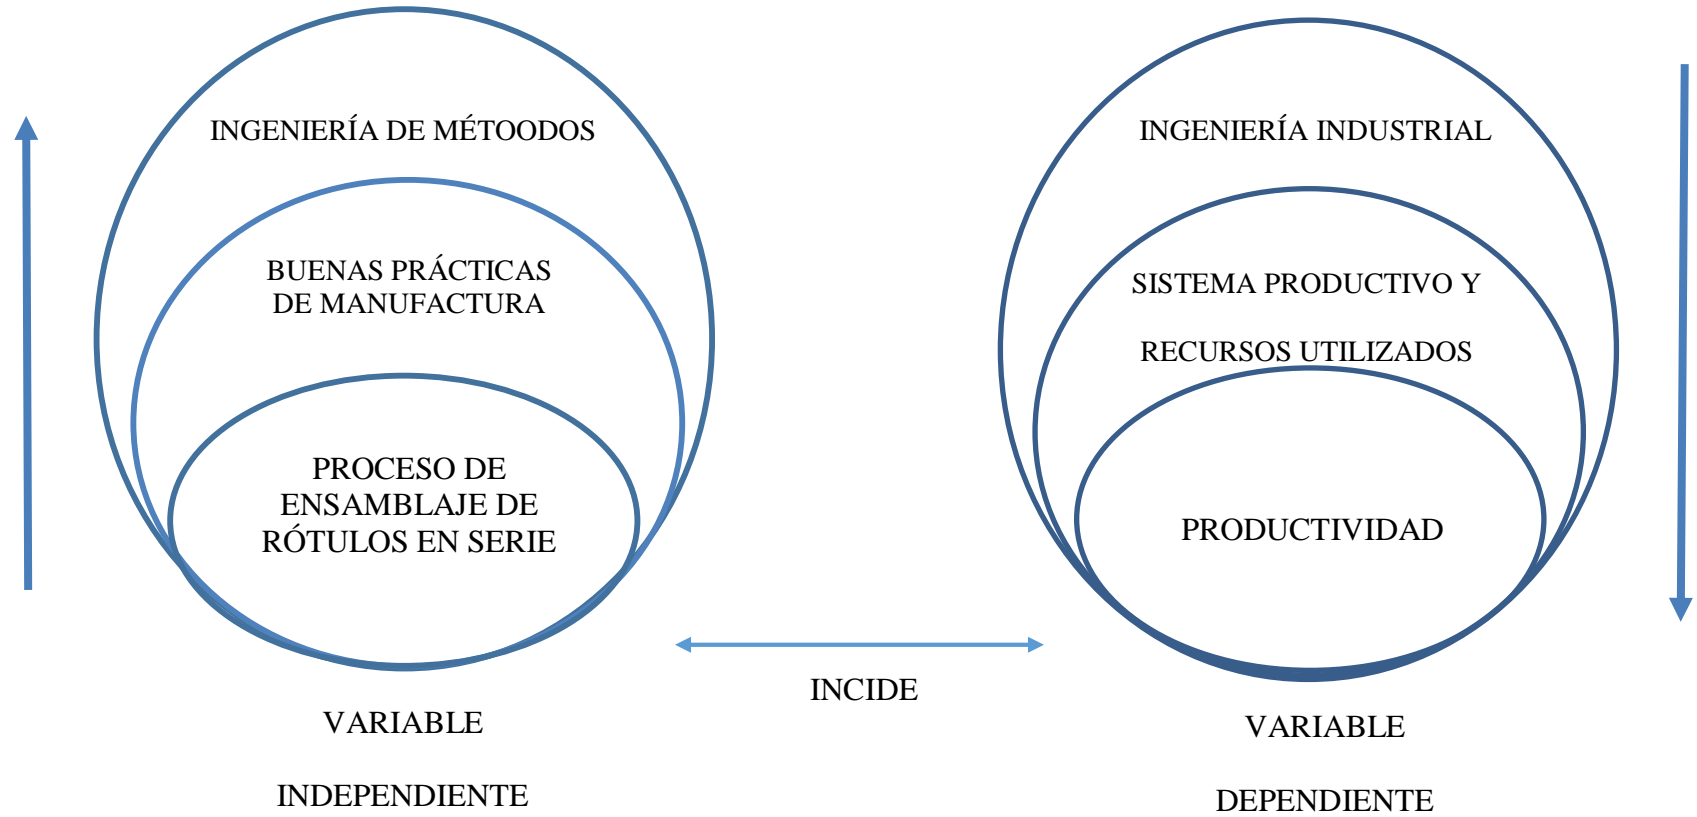 INGENIERÍA DE MÉTOODOS
BUENAS PRÁCTICAS
DE MANUFACTURA
PROCESO DE
ENSAMBLAJE DE
RÓTULOS EN SERIE
VARIABLE
INDEPENDIENTE
INCIDE
INGENIERÍA INDUSTRIAL
SISTEMA PRODUCTIVO Y
RECURSOS UTILIZADOS
PRODUCTIVIDAD
VARIABLE
DEPENDIENTE